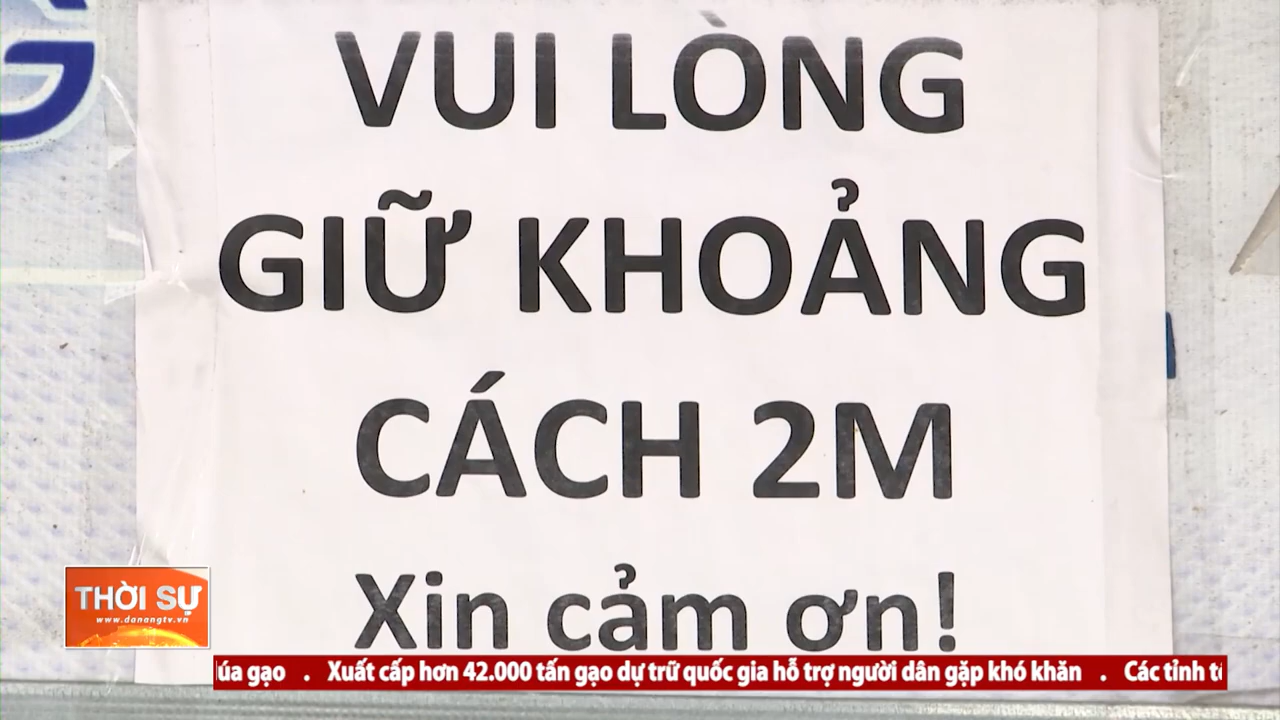 VUI LÒNG
GIỮ KHOẢNG
CÁCH 2M
Xin cảm ơn!
THỜI SỰ
www.danangtv.vn
lúa gạo . Xuất cấp hơn 42.000 tấn gạo dự trữ quốc gia hỗ trợ người dân gặp khó khăn . Các tỉnh